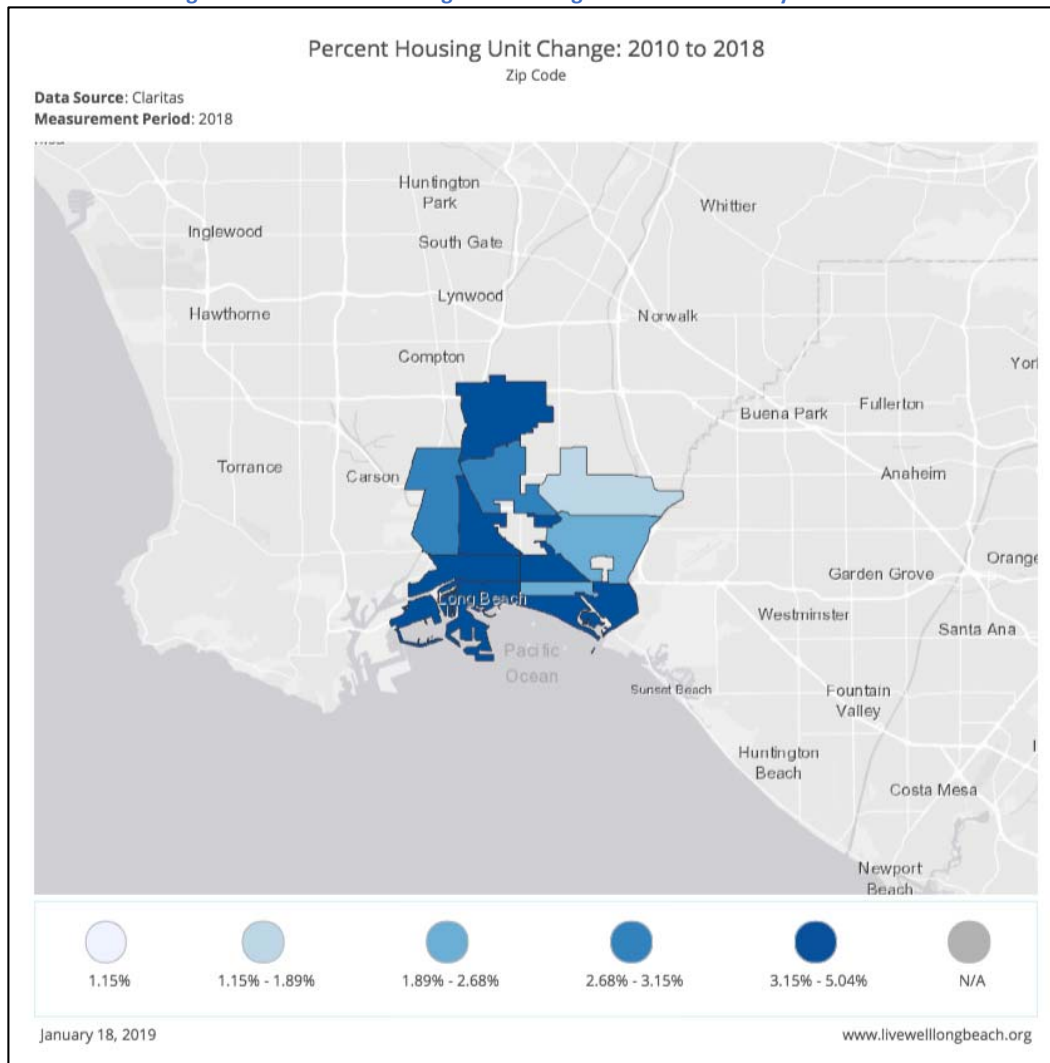 Percent Housing Unit Change: 2010 to 2018
Zip Code
Data Source: Claritas
Measurement Period: 2018
Huntington
Park
Whittier
Inglewood
South Gate
Lynwood
Hawthorne
Norwalk
Compton
Buena Park
Fullerton
Torrance
Carson
Anaheim
Garden Grove
Long Beach
Westminster
Santa Ana
Pacific
Ocean
Sunset Beach
Fountain
Valley
Huntington
Beach
Costa Mesa
Newport
Beach
1.15%
1.15% - 1.89%
1.89% - 2.68%
2.68% - 3.15%
3.15% - 5.04%
N/A
January 18, 2019
www.livewelllongbeach.org